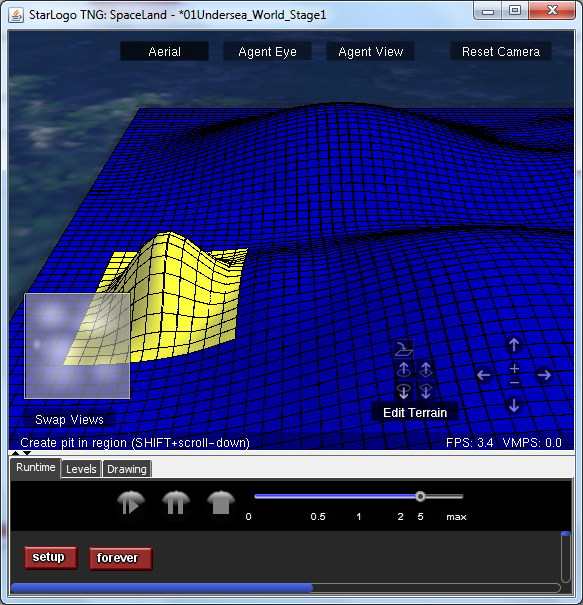 StarLogo TNG: SpaceLand - *01Undersea_World_Stage1
Aerial Agent Eye Agent View Reset Camera
Swap Views
Edit Terrain
Create pit in region (SHIFT+scroll-down) FPS: 3.4 VMPS: 0.0
Runtime Levels Drawing
0 0.5 1 2 5 max
setup forever